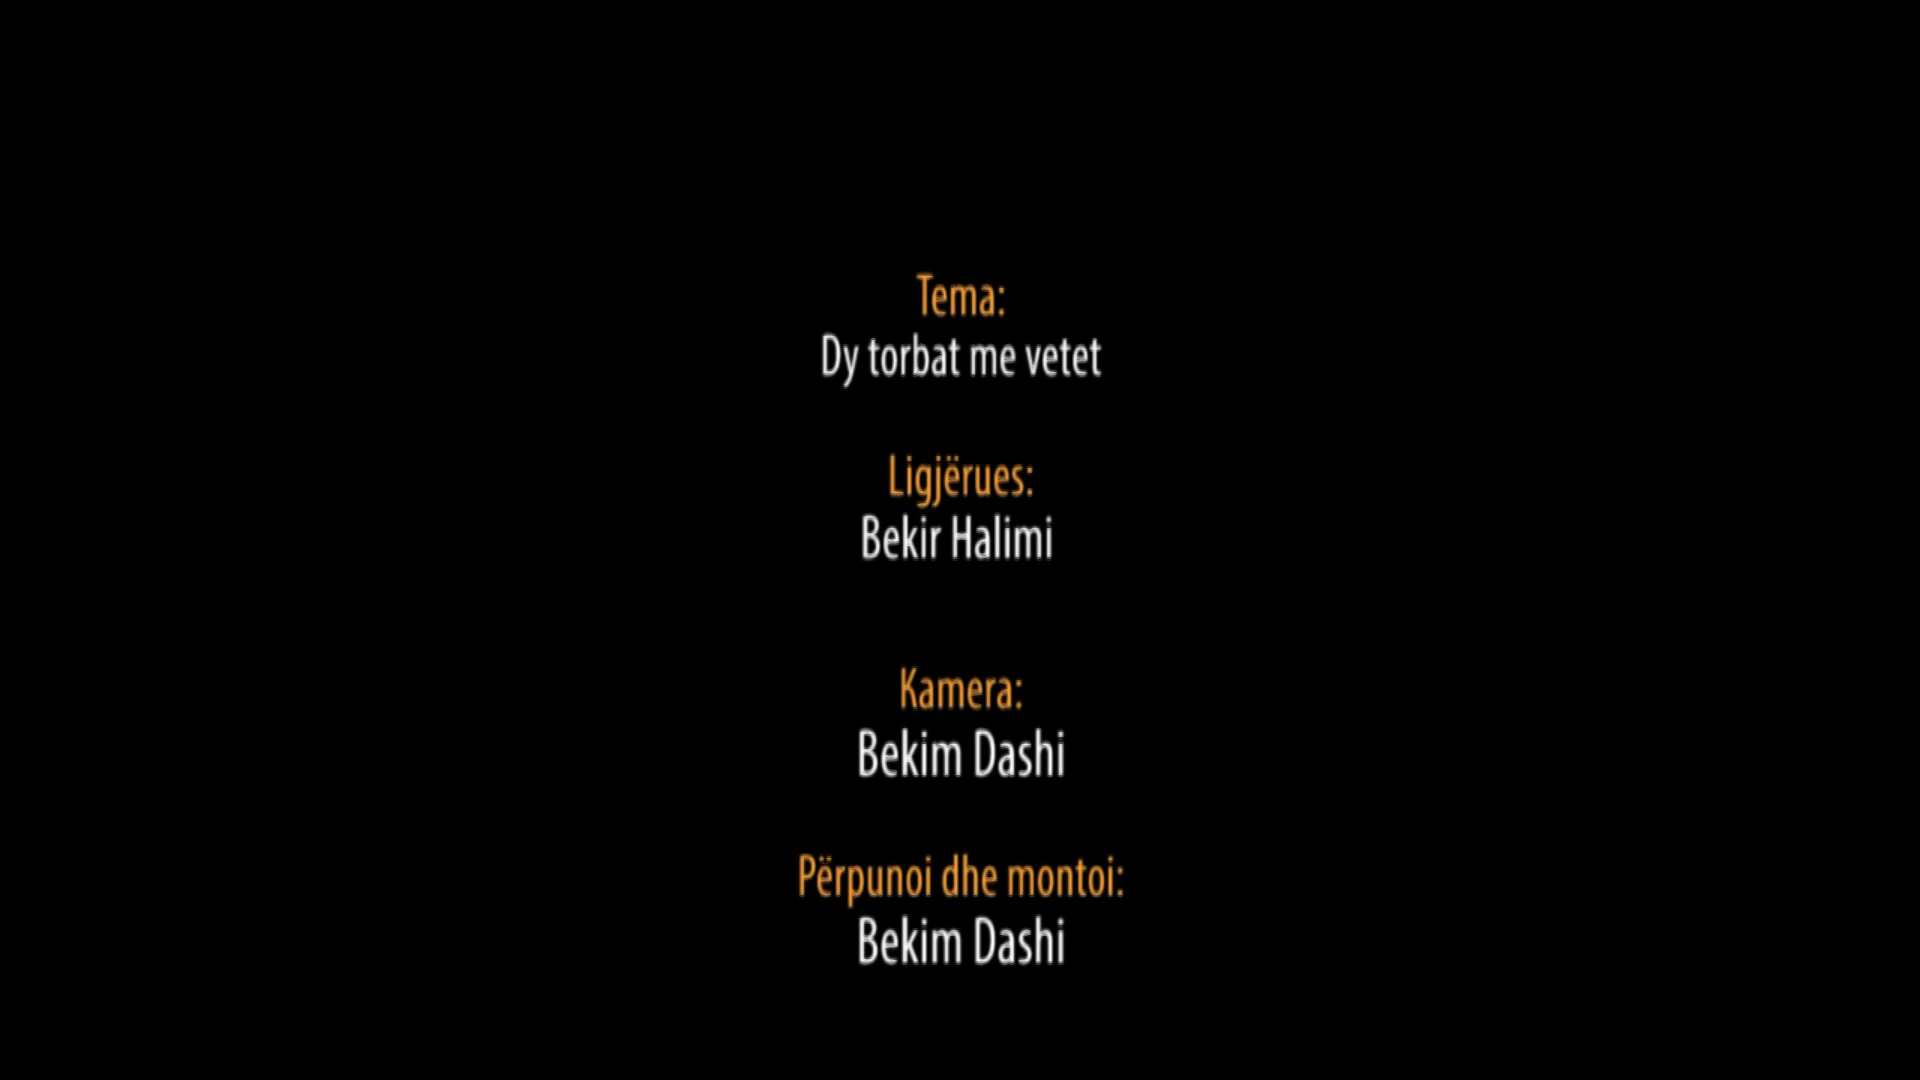 Tema:
Dy torbat me vetet
Ligjërues:
Bekir Halimi
Kamera:
Bekim Dashi
Përpunoi dhe montoi:
Bekim Dashi